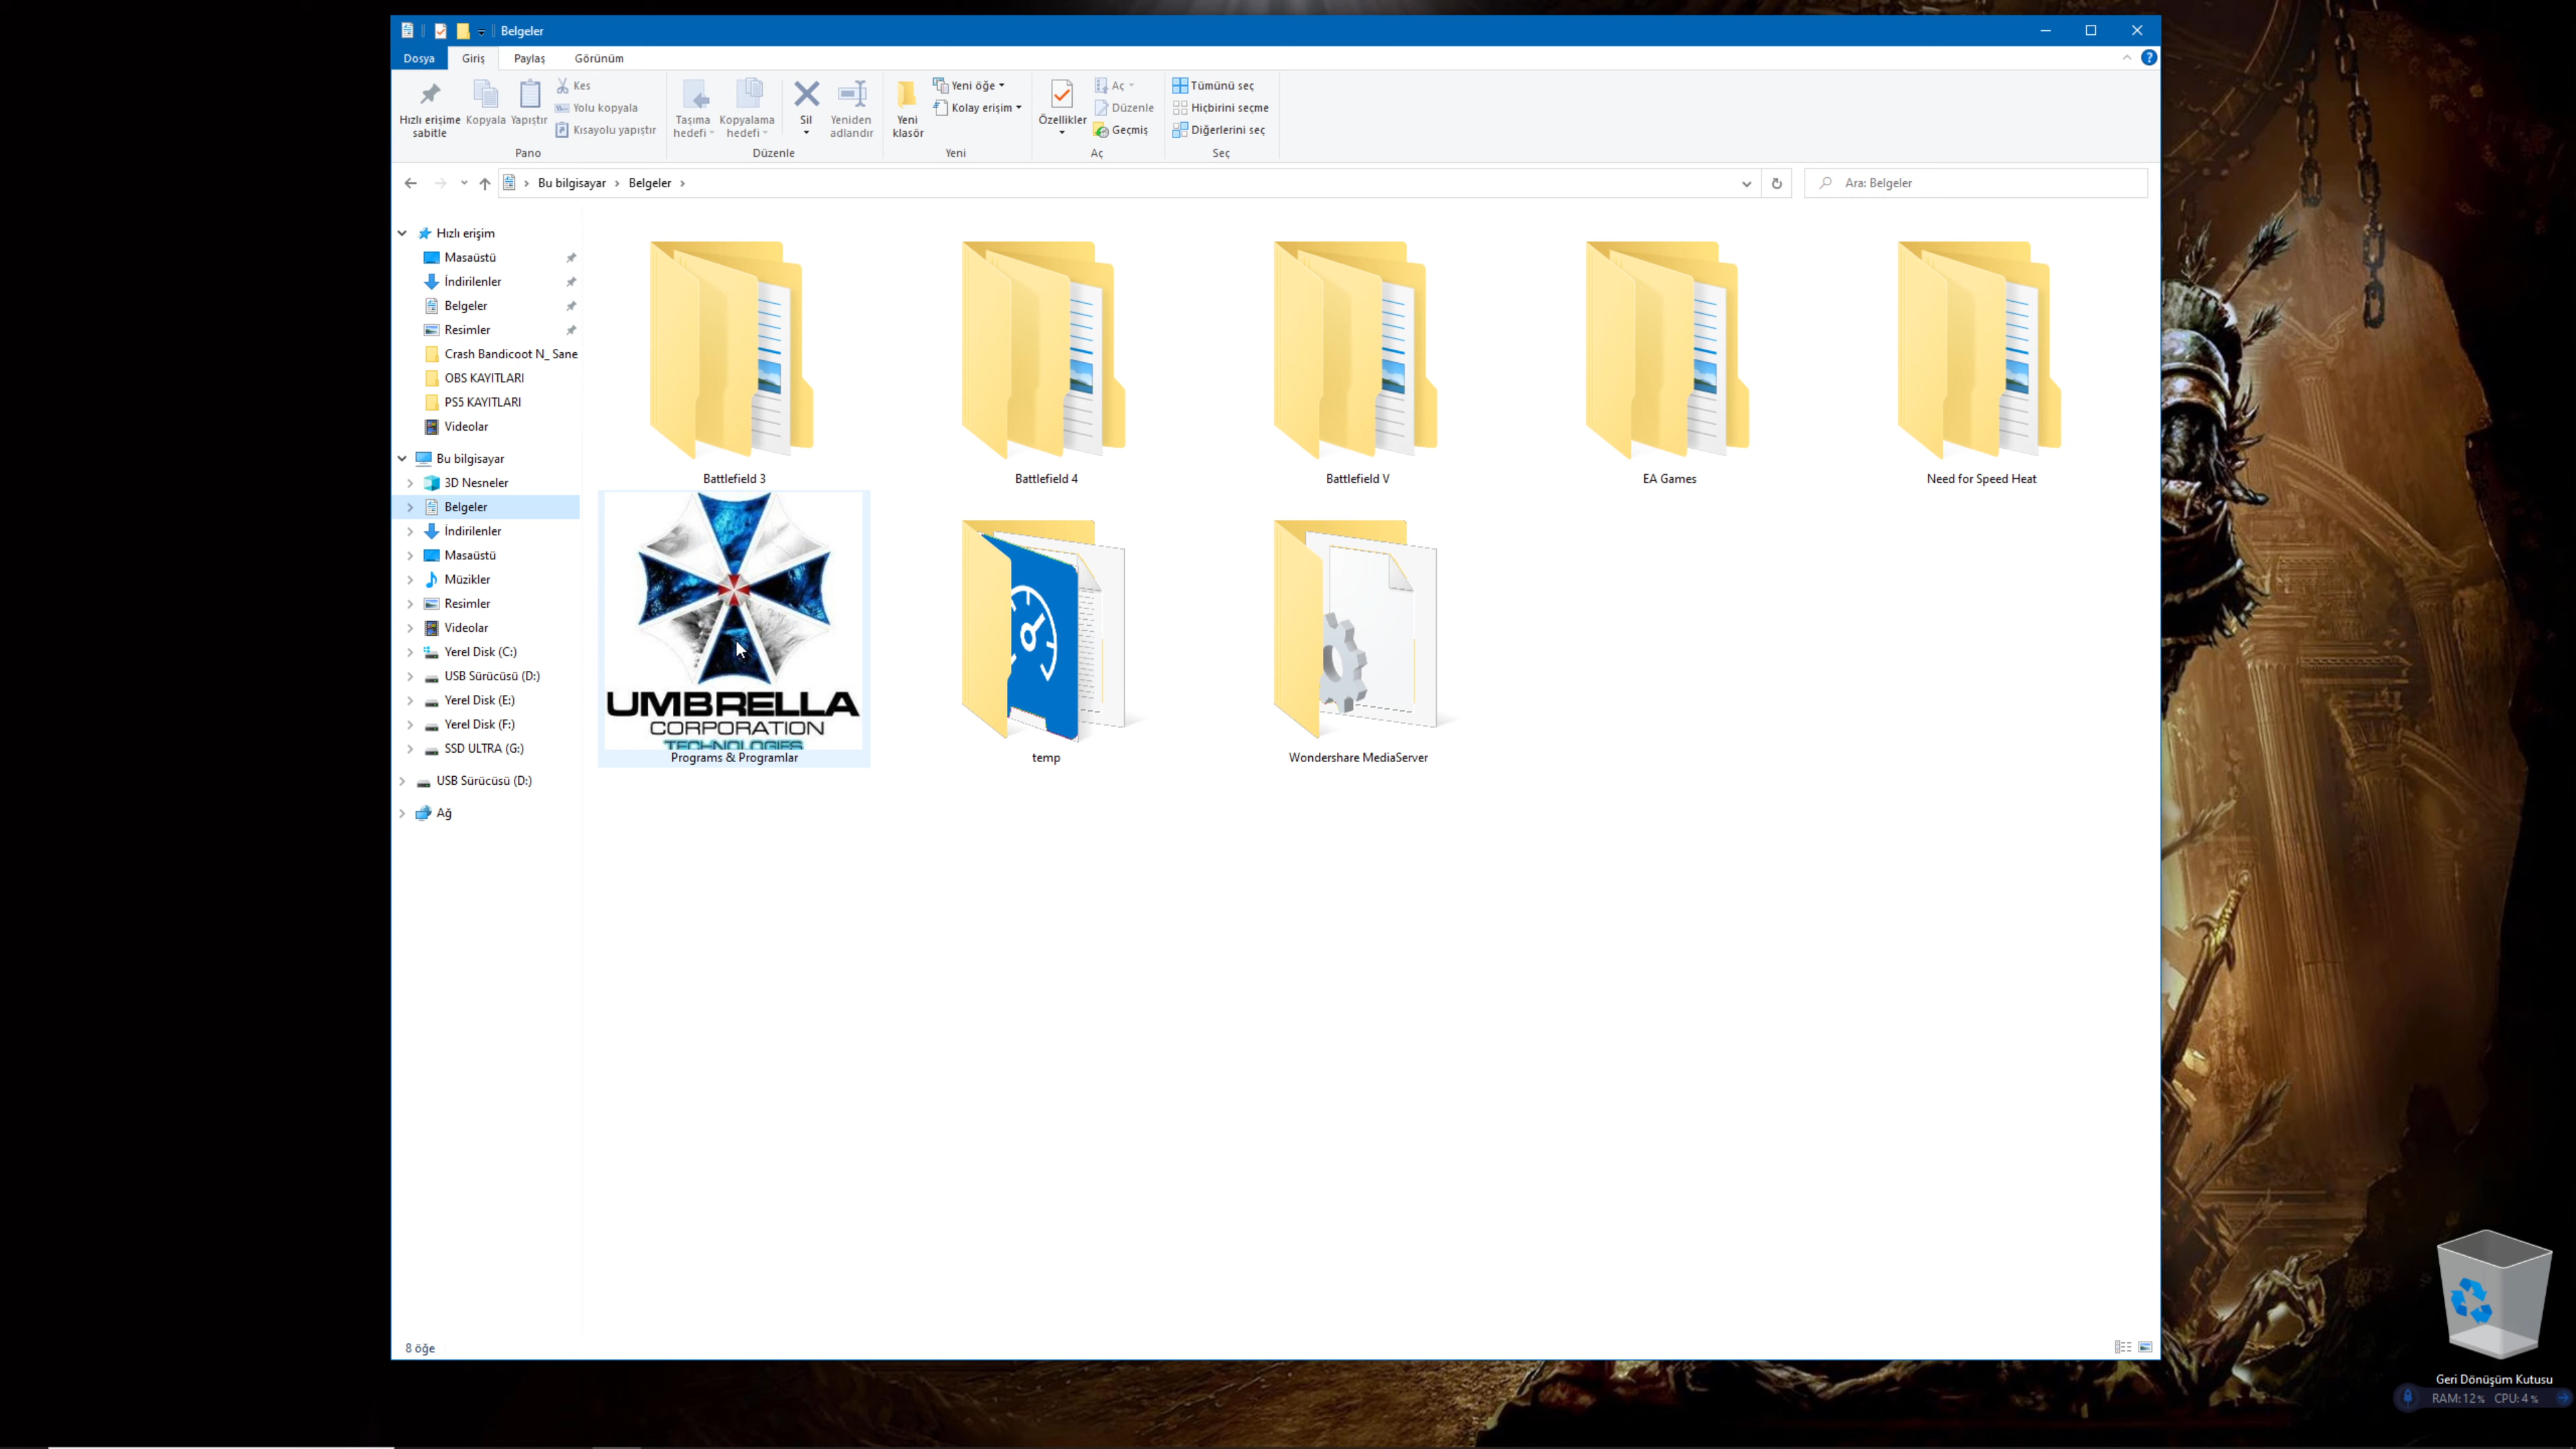 Belgeler
Dosya
Giriş
Paylaş
Görünüm
Hızlı erişime sabitle
Kopyala
Yapıştır
Kes
Yolu kopyala
Kısayolu yapıştır
Pano
Taşıma hedefi
Kopyalama hedefi
Sil
Yeniden adlandır
Düzenle
Yeni klasör
Yeni öğe
Kolay erişim
Yeni
Özellikler
Aç
Düzenle
Geçmiş
Aç
Tümünü seç
Hiçbirini seçme
Diğerlerini seç
Seç
Bu bilgisayar
Belgeler
Ara: Belgeler
Hızlı erişim
Masaüstü
İndirilenler
Belgeler
Resimler
Crash Bandicoot N_ Sane
OBS KAYITLARI
PS5 KAYITLARI
Videolar
Bu bilgisayar
3D Nesneler
Belgeler
İndirilenler
Masaüstü
Müzikler
Resimler
Videolar
Yerel Disk (C:)
USB Sürücüsü (D:)
Yerel Disk (E:)
Yerel Disk (F:)
SSD ULTRA (G:)
USB Sürücüsü (D:)
Ağ
Battlefield 3
Battlefield 4
Battlefield V
EA Games
Need for Speed Heat
UMBRELLA
CORPORATION
TECHNOLOGIES
Programs & Programlar
temp
Wondershare MediaServer
8 öğe
Geri Dönüşüm Kutusu
RAM:12% CPU:4%